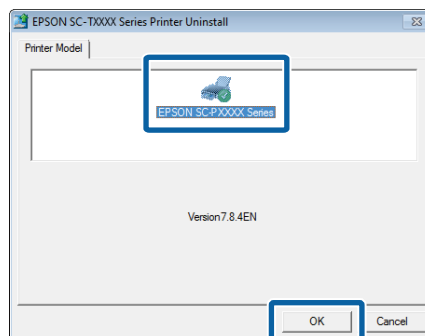 EPSON SC-TXXXX Series Printer Uninstall
Printer Model
EPSON SC-PXXXX Series
Version7.8.4EN
OK
Cancel